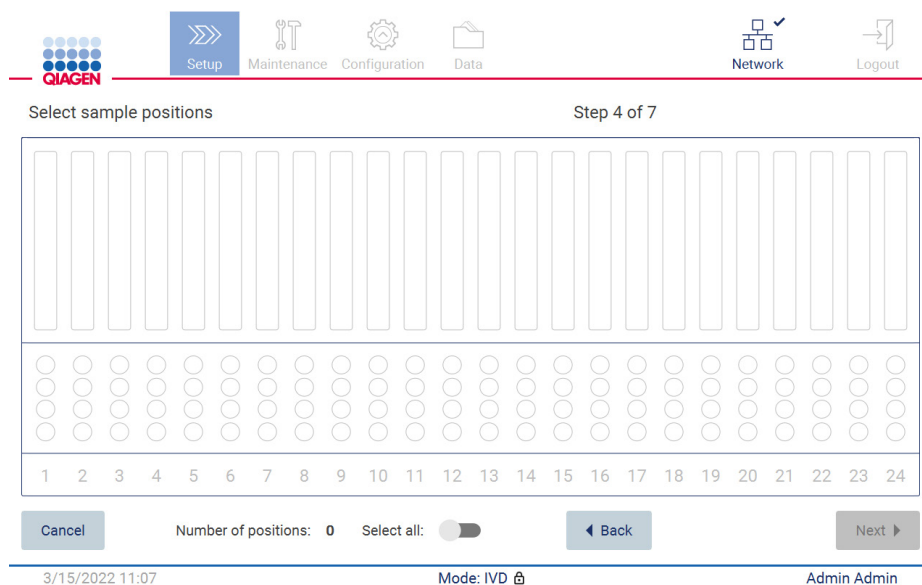 QIAGEN
Setup Maintenance Configuration Data Network Logout
Select sample positions Step 4 of 7
1 2 3 4 5 6 7 8 9 10 11 12 13 14 15 16 17 18 19 20 21 22 23 24
Cancel Number of positions: 0 Select all: Back Next
3/15/2022 11:07 Mode: IVD Admin Admin